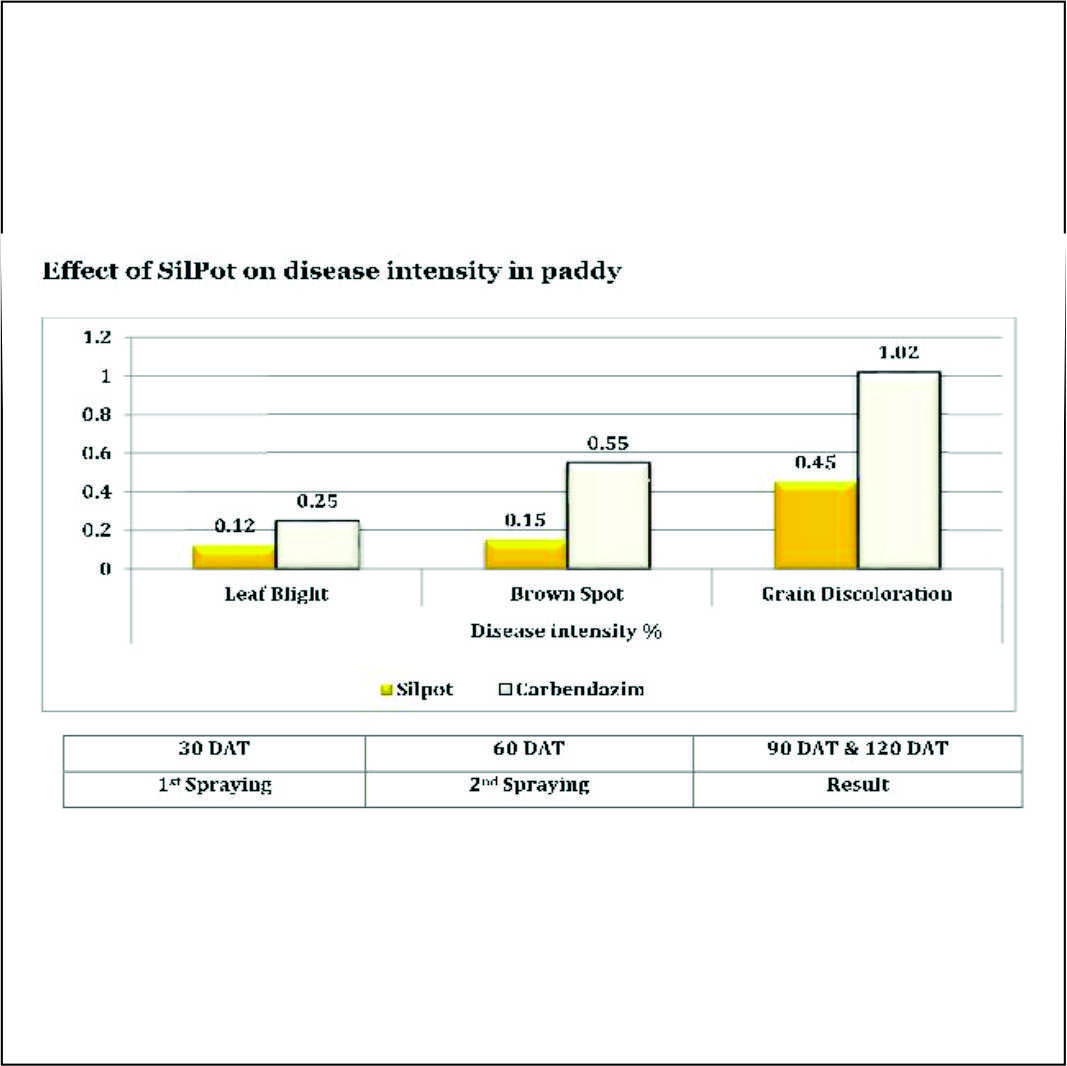 Effect of SilPot on disease intensity in paddy
1.2
1
0.8
0.6
0.4
0.2
0
0.12
0.25
0.15
0.55
0.45
1.02
Leaf Blight Brown Spot Grain Discoloration
Disease intensity %
Silpot Carbendazim
30 DAT 60 DAT 90 DAT & 120 DAT
1st Spraying 2nd Spraying Result